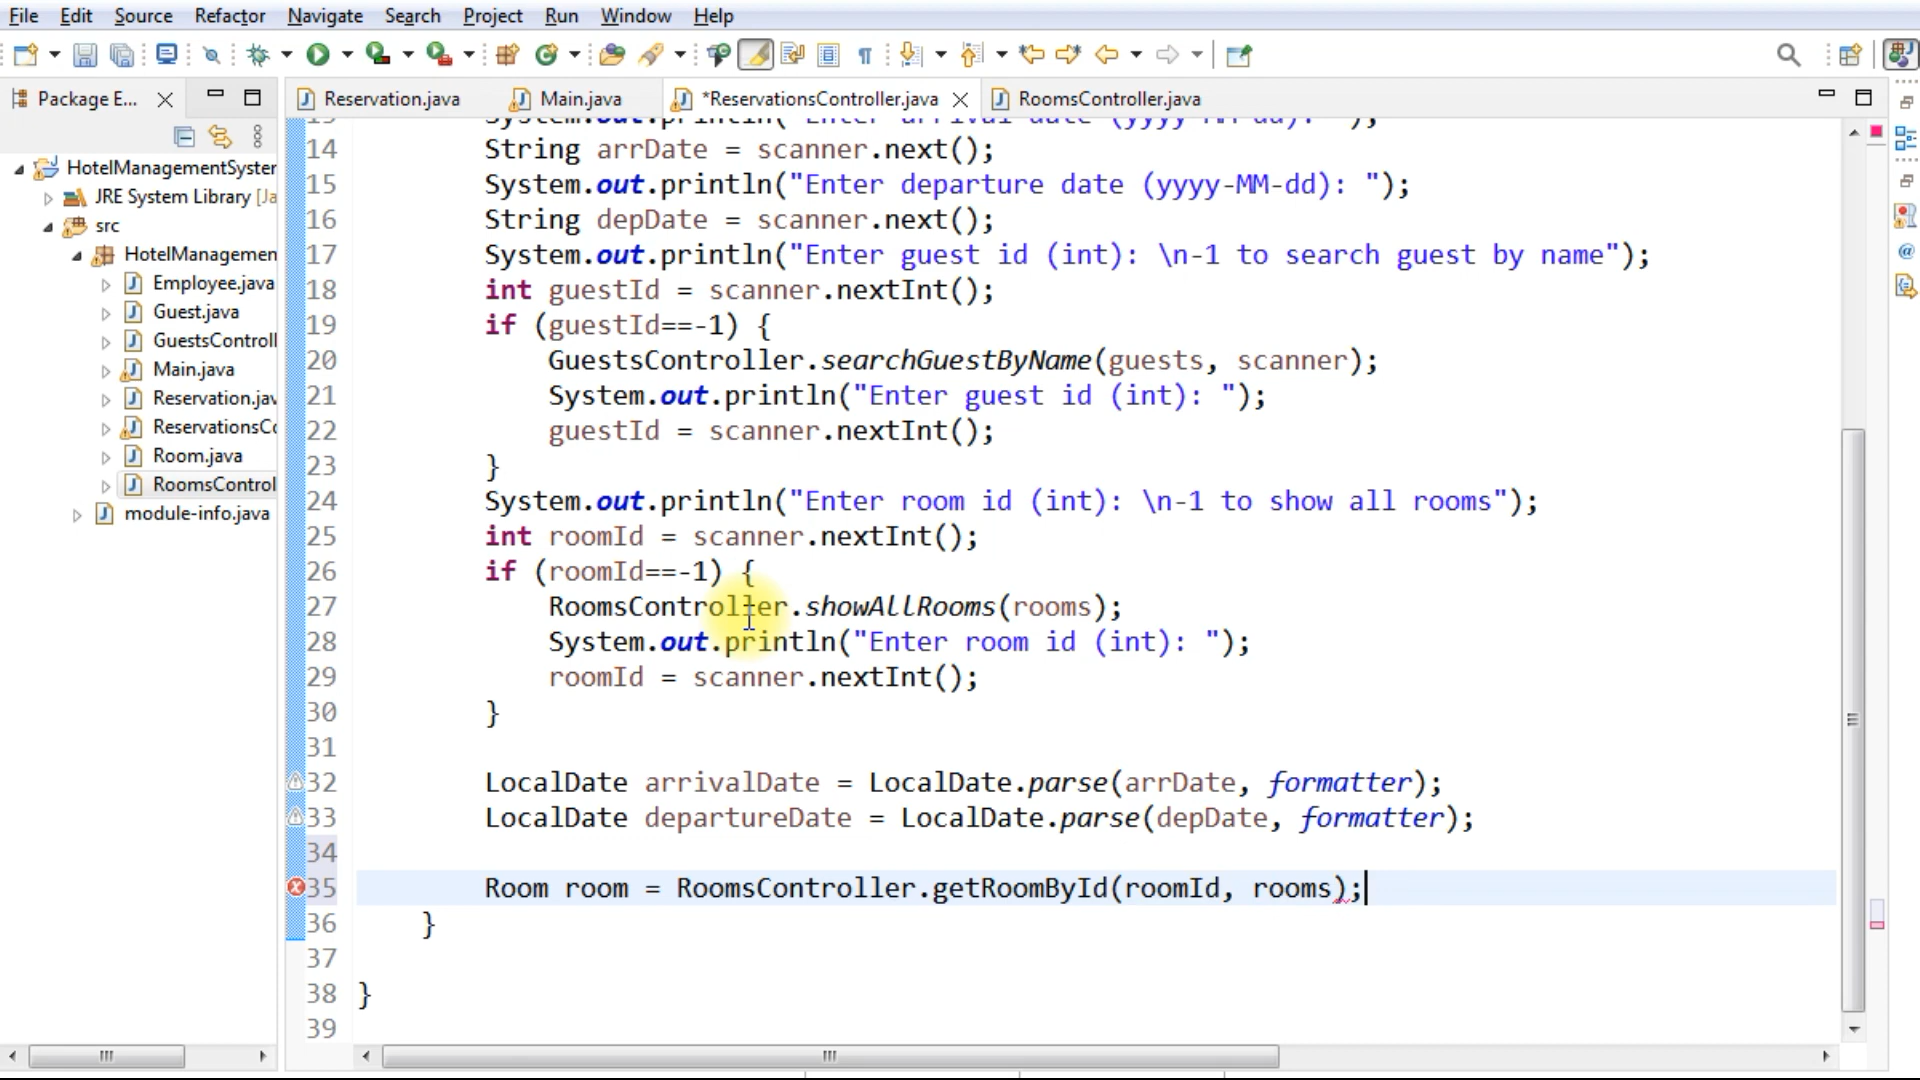 File Edit Source Refactor Navigate Search Project Run Window Help
Package E...
Reservation.java
Main.java
*ReservationsController.java
RoomsController.java
HotelManagementSyster
JRE System Library [Ja
src
HotelManagemen
Employee.java
Guest.java
GuestsControll
Main.java
Reservation.jav
ReservationsCo
Room.java
RoomsControl
module-info.java
14 String arrDate = scanner.next();
15 System.out.println("Enter departure date (yyyy-MM-dd): ");
16 String depDate = scanner.next();
17 System.out.println("Enter guest id (int): \n-1 to search guest by name");
18 int guestId = scanner.nextInt();
19 if (guestId==-1) {
20 GuestsController.searchGuestByName(guests, scanner);
21 System.out.println("Enter guest id (int): ");
22 guestId = scanner.nextInt();
23 }
24 System.out.println("Enter room id (int): \n-1 to show all rooms");
25 int roomId = scanner.nextInt();
26 if (roomId==-1) {
27 RoomsController.showAllRooms(rooms);
28 System.out.println("Enter room id (int): ");
29 roomId = scanner.nextInt();
30 }
31
32 LocalDate arrivalDate = LocalDate.parse(arrDate, formatter);
33 LocalDate departureDate = LocalDate.parse(depDate, formatter);
34
35 Room room = RoomsController.getRoomById(roomId, rooms);
36 }
37
38 }
39